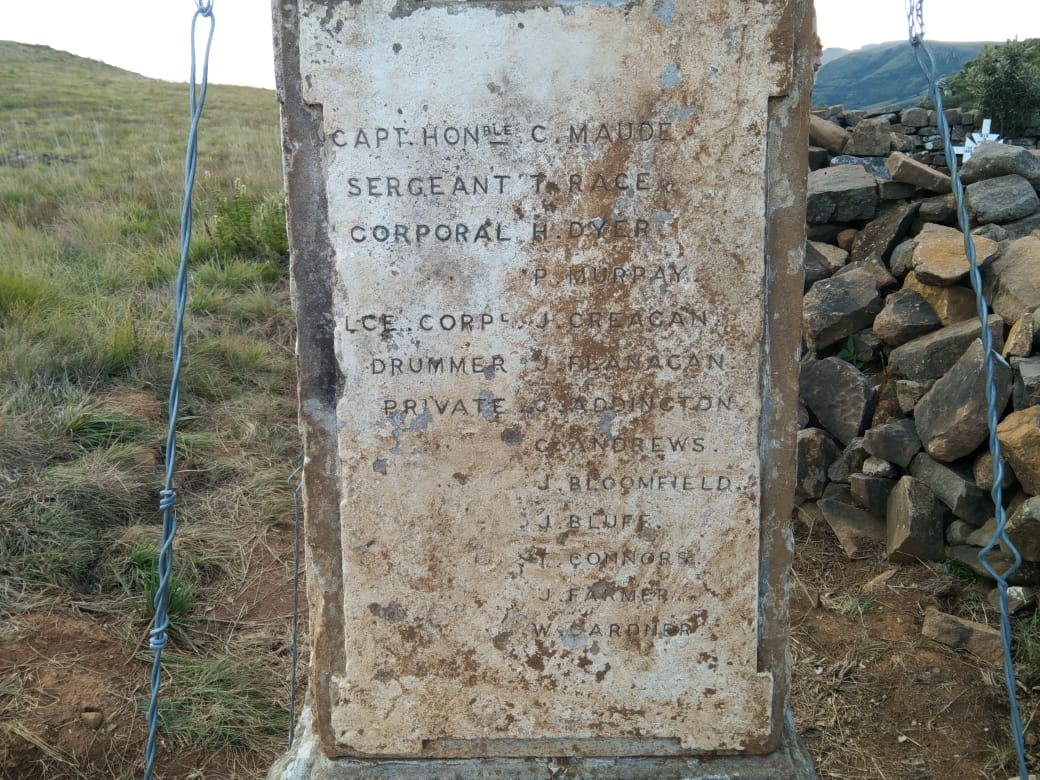 CAPT. HONBLE C. MAUDE
SERGEANT T. RACE
CORPORAL H. DYER
P. MURPAY
LCE CORPL J. CREAGAN
DRUMMER J. FLANAGAN
PRIVATE C. ADDINGTON.
G. ANDREWS.
J. BLOOMFIELD.
J. BLUFF.
T. CONNORS.
J. FARMER.
W. GARDNER